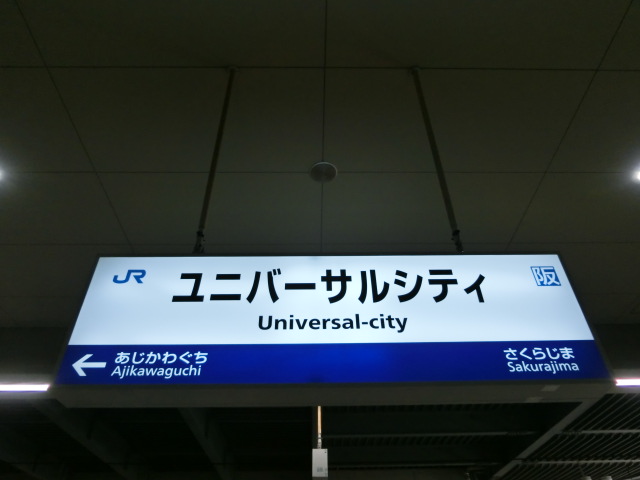 JR ユニバーサルシティ 阪
Universal-city
← あじかわぐち さくらじま
Ajikawaguchi Sakurajima